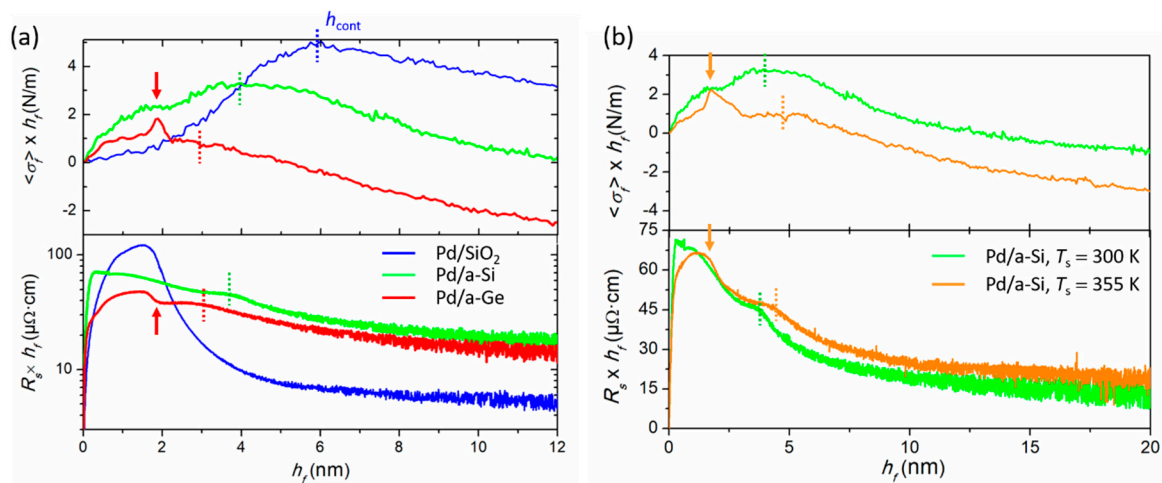 (a)
h_cont
<σ_f> x h_f(N/m)
4
2
0
-2
R_s× h_f (μΩ·cm)
100
10
Pd/SiO₂
Pd/a-Si
Pd/a-Ge
0 2 4 6 8 10 12
h_f (nm)
(b)
<σ_f> x h_f(N/m)
4
2
0
2
4
R_s x h_f (μΩ·cm)
75
60
45
30
15
0
Pd/a-Si, T_s = 300 K
Pd/a-Si, T_s = 355 K
0 5 10 15 20
h_f (nm)